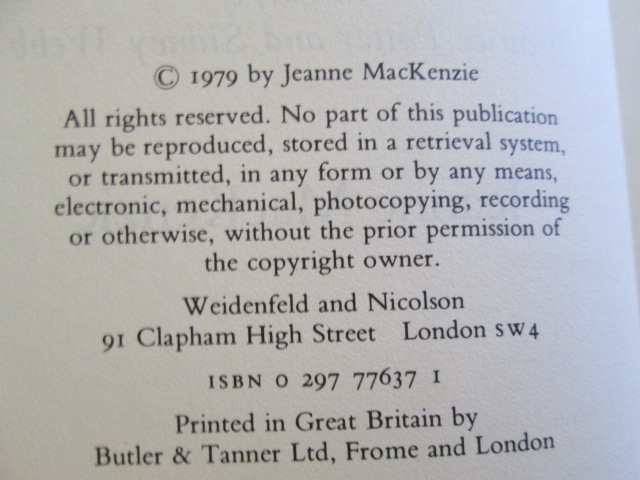 © 1979 by Jeanne MacKenzie
All rights reserved. No part of this publication
may be reproduced, stored in a retrieval system,
or transmitted, in any form or by any means,
electronic, mechanical, photocopying, recording
or otherwise, without the prior permission of
the copyright owner.
Weidenfeld and Nicolson
91 Clapham High Street London SW4
ISBN 0 297 77637 1
Printed in Great Britain by
Butler & Tanner Ltd, Frome and London